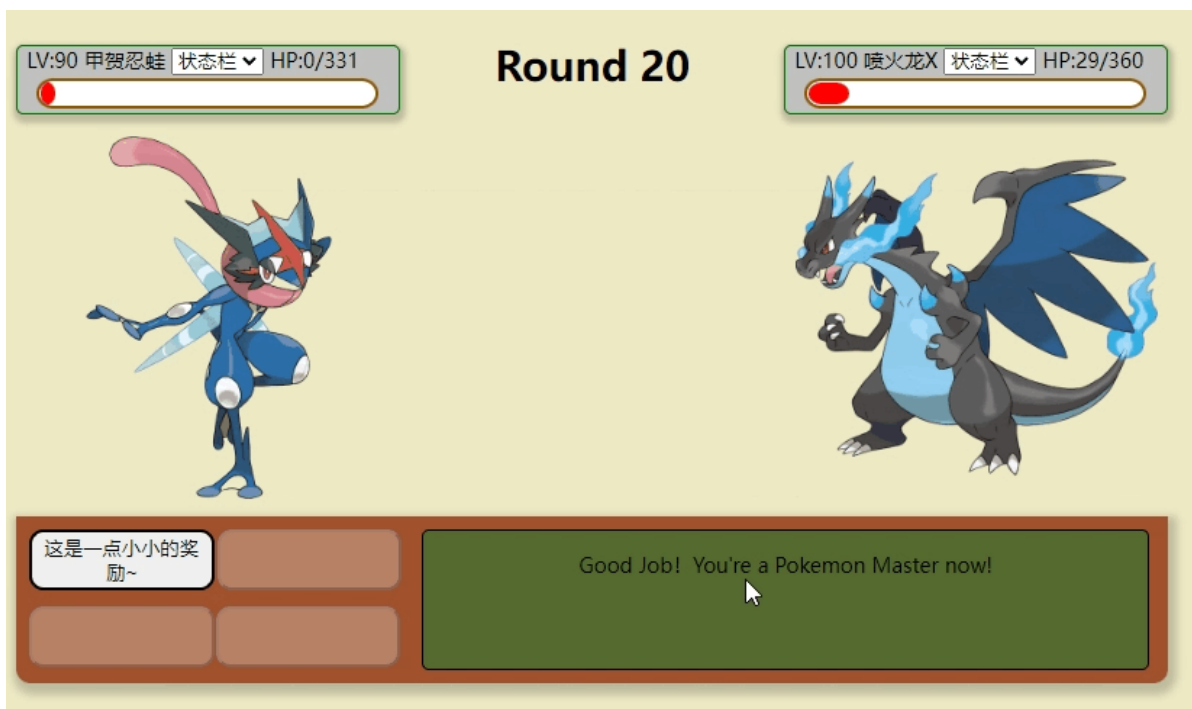 LV:90 甲贺忍蛙 状态栏 HP:0/331
Round 20
LV:100 喷火龙X 状态栏 HP:29/360
这是一点小小的奖
励~
Good Job! You're a Pokemon Master now!